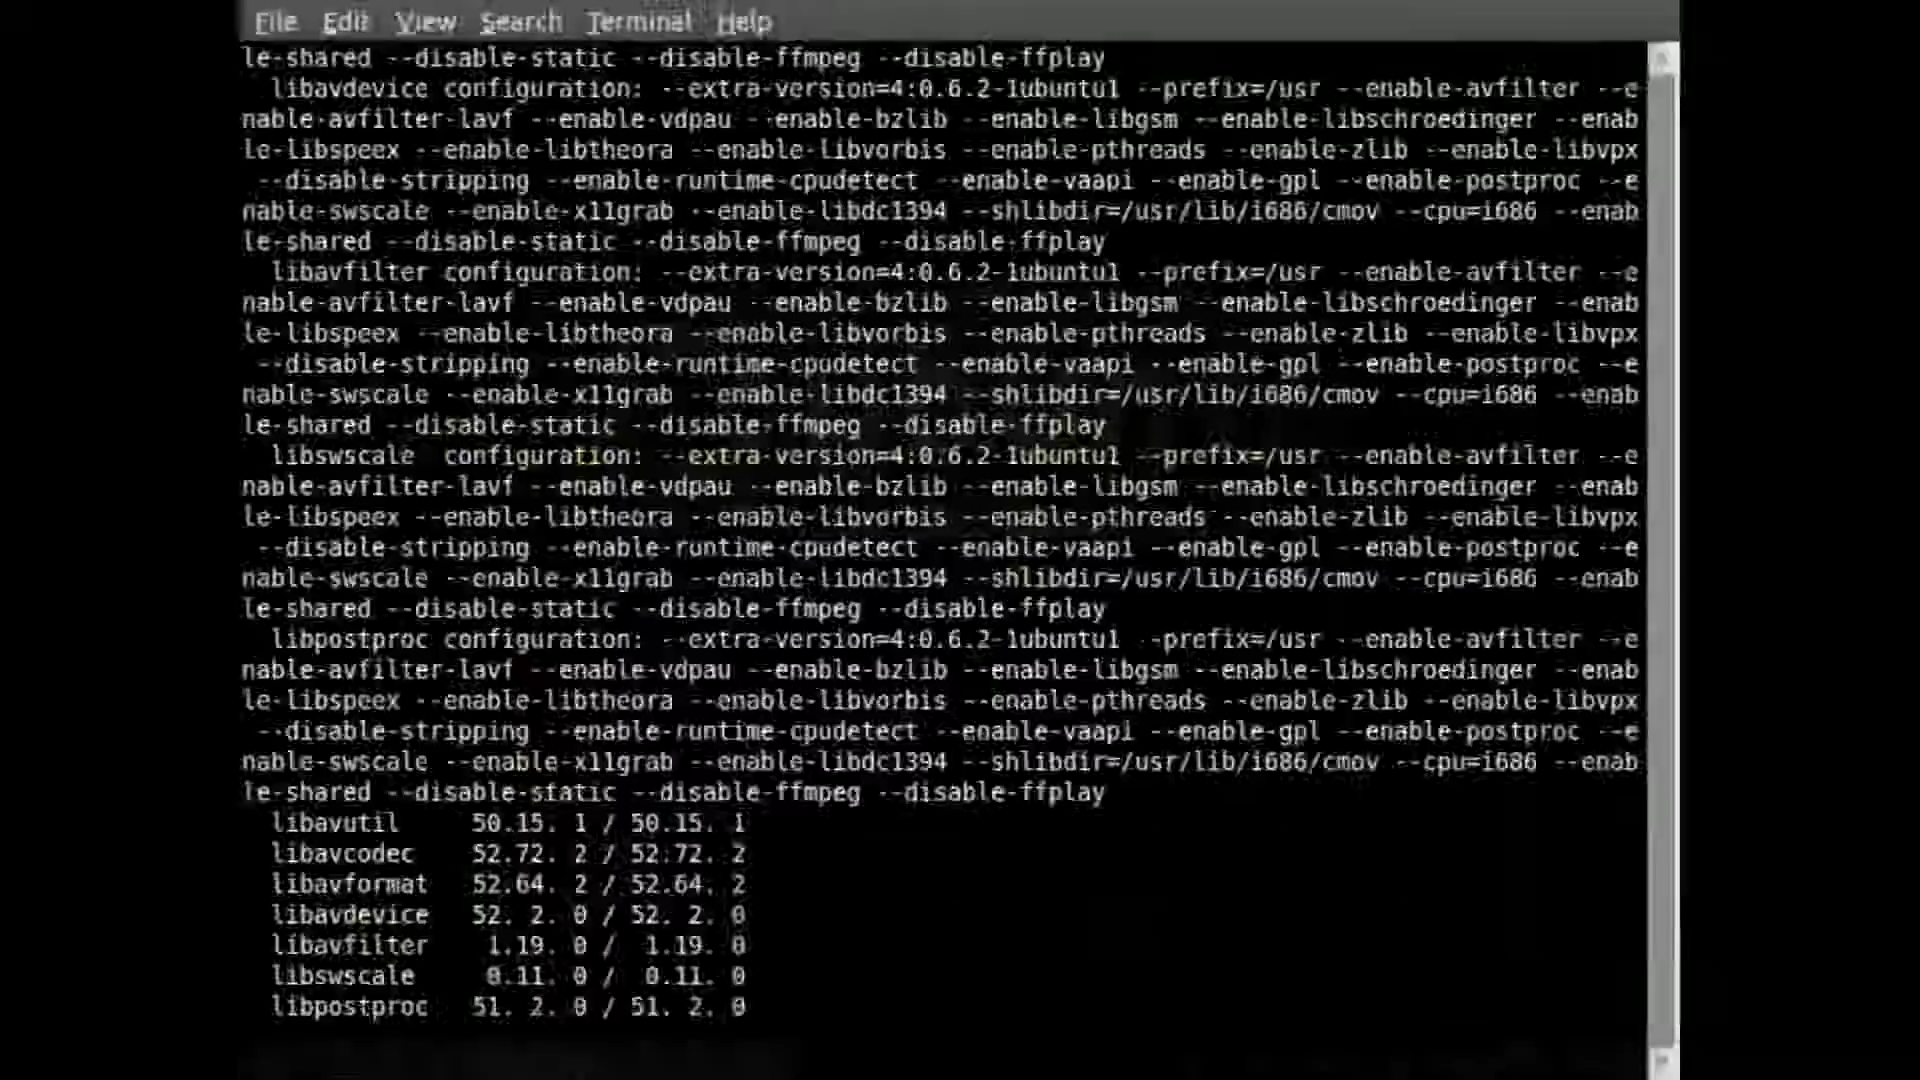 File Edit View Search Terminal Help
le-shared --disable-static --disable-ffmpeg --disable-ffplay
  libavdevice configuration: --extra-version=4:0.6.2-1ubuntu1 --prefix=/usr --enable-avfilter --e
nable-avfilter-lavf --enable-vdpau --enable-bzlib --enable-libgsm --enable-libschroedinger --enab
le-libspeex --enable-libtheora --enable-libvorbis --enable-pthreads --enable-zlib --enable-libvpx
 --disable-stripping --enable-runtime-cpudetect --enable-vaapi --enable-gpl --enable-postproc --e
nable-swscale --enable-x11grab --enable-libdc1394 --shlibdir=/usr/lib/i686/cmov --cpu=i686 --enab
le-shared --disable-static --disable-ffmpeg --disable-ffplay
  libavfilter configuration: --extra-version=4:0.6.2-1ubuntu1 --prefix=/usr --enable-avfilter --e
nable-avfilter-lavf --enable-vdpau --enable-bzlib --enable-libgsm --enable-libschroedinger --enab
le-libspeex --enable-libtheora --enable-libvorbis --enable-pthreads --enable-zlib --enable-libvpx
 --disable-stripping --enable-runtime-cpudetect --enable-vaapi --enable-gpl --enable-postproc --e
nable-swscale --enable-x11grab --enable-libdc1394 --shlibdir=/usr/lib/i686/cmov --cpu=i686 --enab
le-shared --disable-static --disable-ffmpeg --disable-ffplay
  libswscale  configuration: --extra-version=4:0.6.2-1ubuntu1 --prefix=/usr --enable-avfilter --e
nable-avfilter-lavf --enable-vdpau --enable-bzlib --enable-libgsm --enable-libschroedinger --enab
le-libspeex --enable-libtheora --enable-libvorbis --enable-pthreads --enable-zlib --enable-libvpx
 --disable-stripping --enable-runtime-cpudetect --enable-vaapi --enable-gpl --enable-postproc --e
nable-swscale --enable-x11grab --enable-libdc1394 --shlibdir=/usr/lib/i686/cmov --cpu=i686 --enab
le-shared --disable-static --disable-ffmpeg --disable-ffplay
  libpostproc configuration: --extra-version=4:0.6.2-1ubuntu1 --prefix=/usr --enable-avfilter --e
nable-avfilter-lavf --enable-vdpau --enable-bzlib --enable-libgsm --enable-libschroedinger --enab
le-libspeex --enable-libtheora --enable-libvorbis --enable-pthreads --enable-zlib --enable-libvpx
 --disable-stripping --enable-runtime-cpudetect --enable-vaapi --enable-gpl --enable-postproc --e
nable-swscale --enable-x11grab --enable-libdc1394 --shlibdir=/usr/lib/i686/cmov --cpu=i686 --enab
le-shared --disable-static --disable-ffmpeg --disable-ffplay
  libavutil     50.15. 1 / 50.15. 1
  libavcodec    52.72. 2 / 52.72. 2
  libavformat   52.64. 2 / 52.64. 2
  libavdevice   52. 2. 0 / 52. 2. 0
  libavfilter    1.19. 0 /  1.19. 0
  libswscale     0.11. 0 /  0.11. 0
  libpostproc   51. 2. 0 / 51. 2. 0